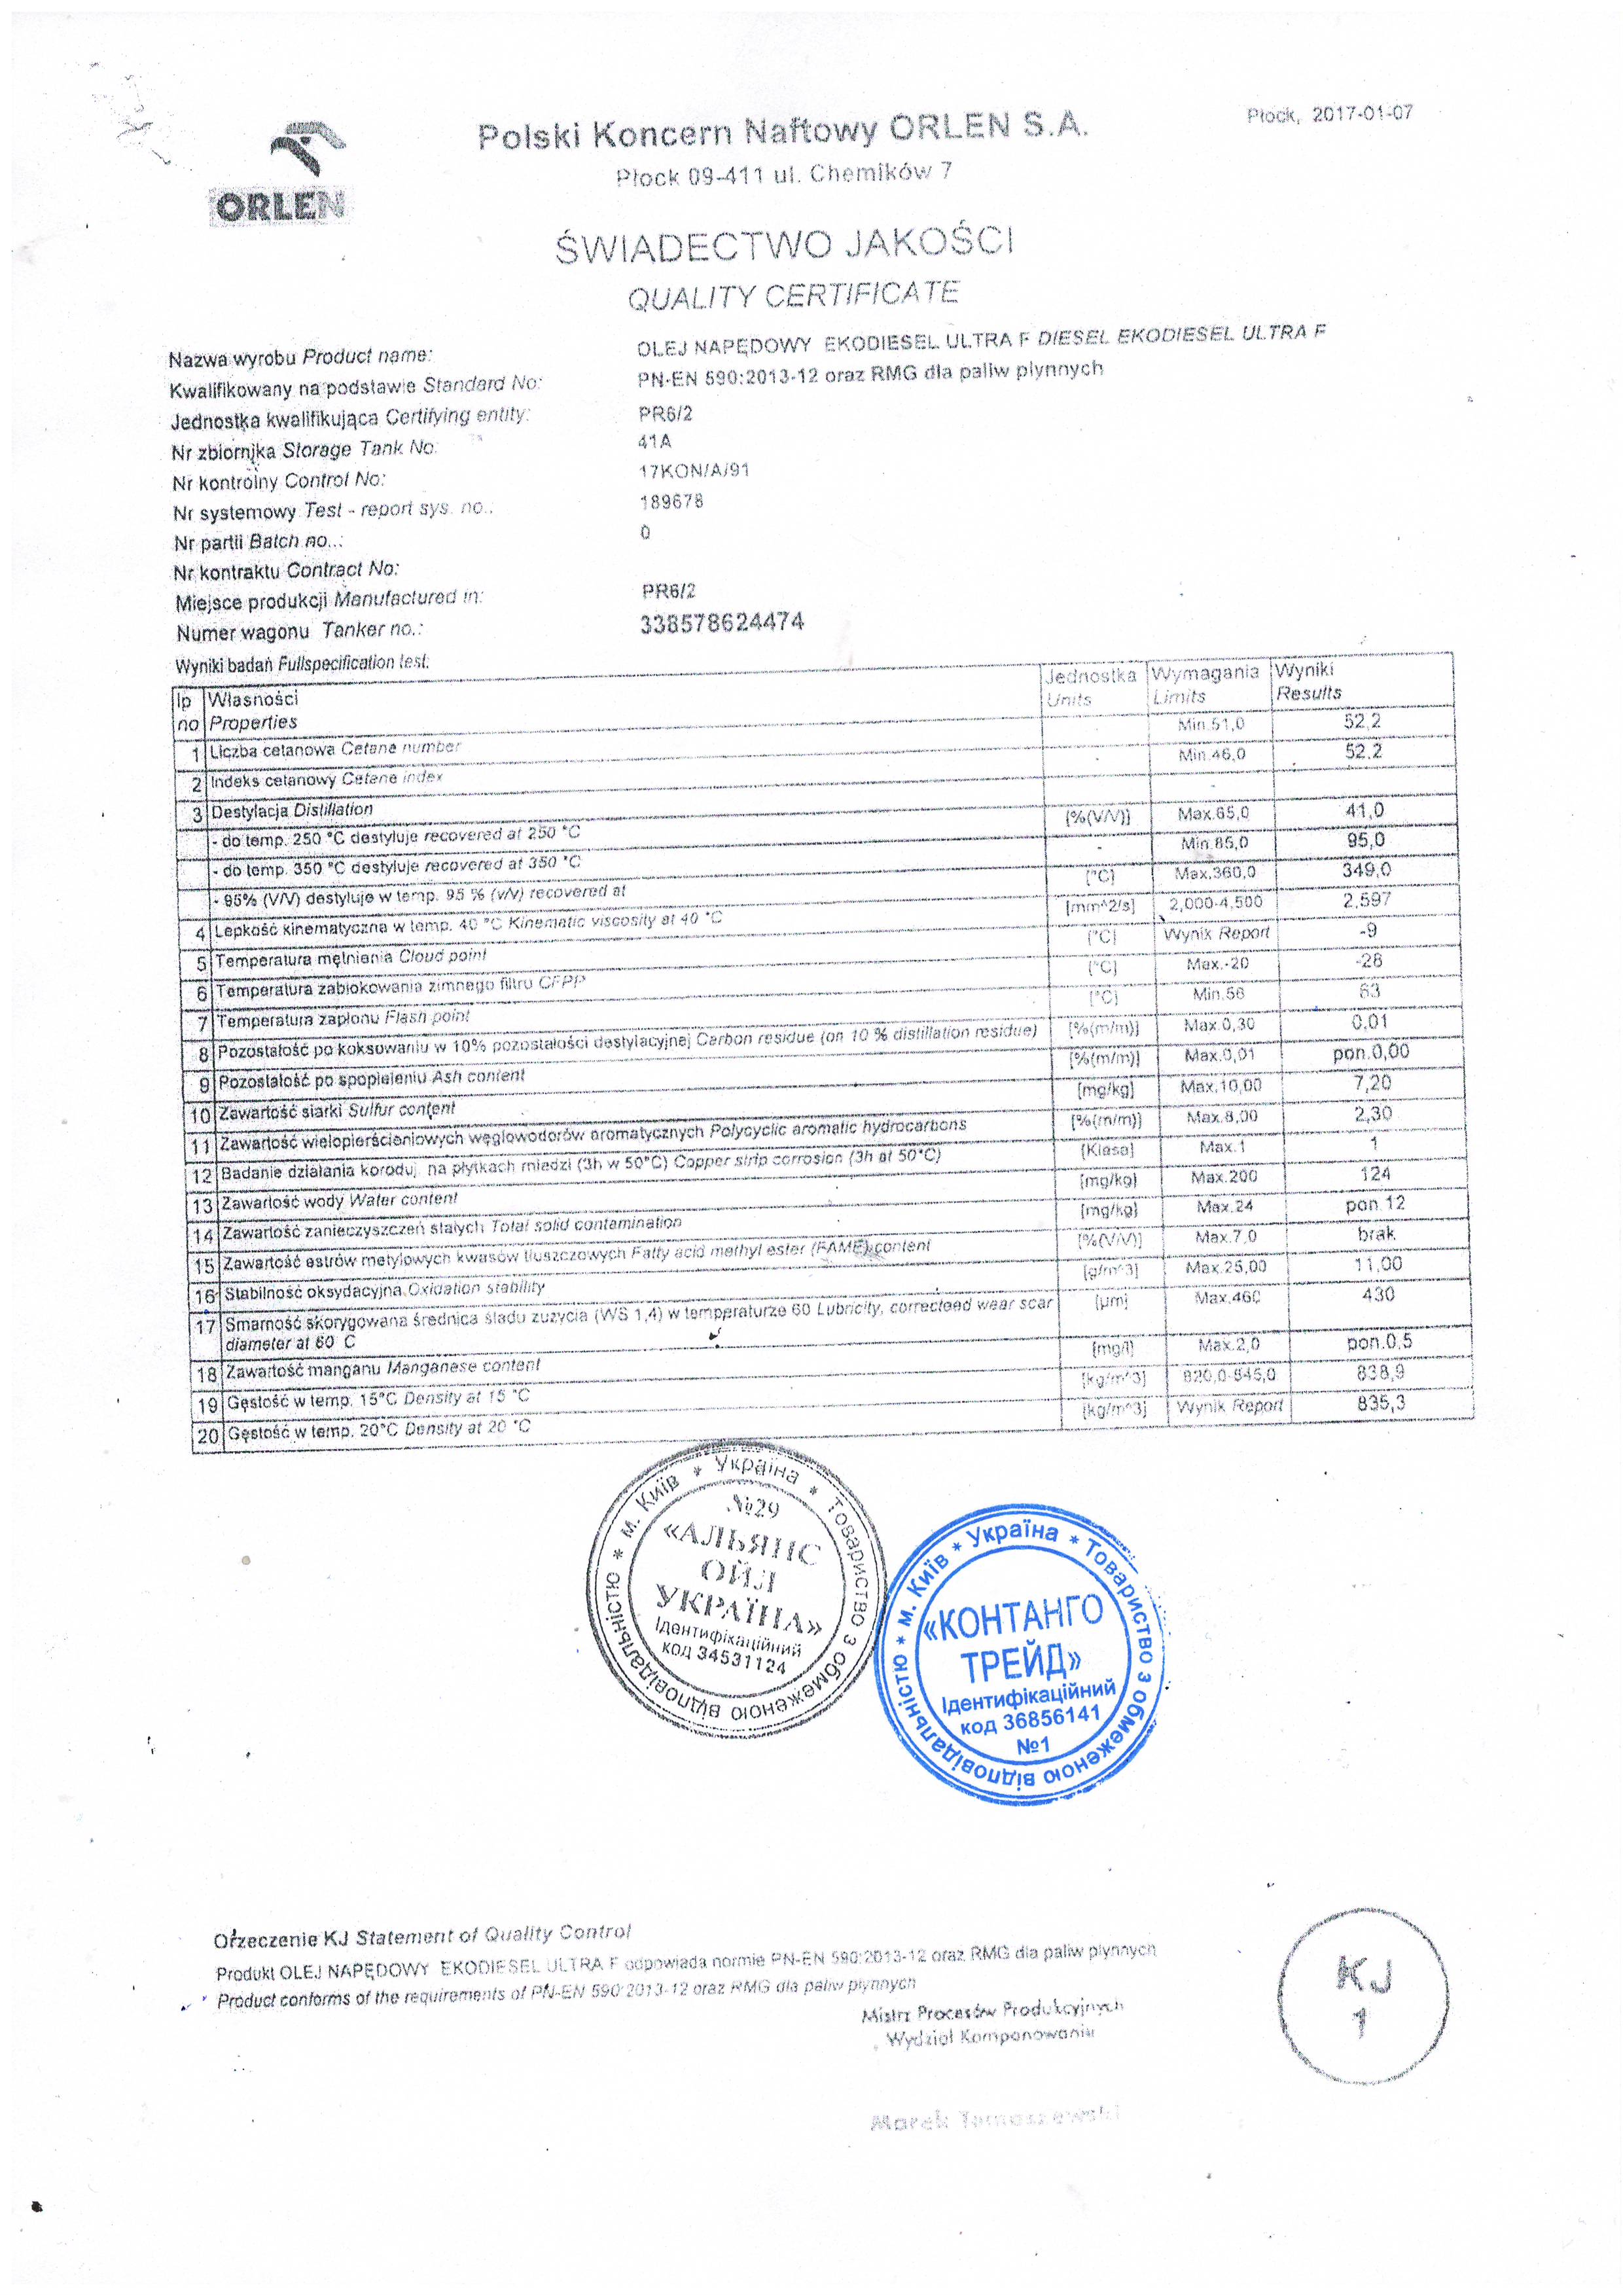 Płock, 2017-01-07
ORLEN
Polski Koncern Naftowy ORLEN S.A.
Płock 09-411 ul. Chemików 7
ŚWIADECTWO JAKOŚCI
QUALITY CERTIFICATE
Nazwa wyrobu Product name: OLEJ NAPĘDOWY EKODIESEL ULTRA F DIESEL EKODIESEL ULTRA F
Kwalifikowany na podstawie Standard No: PN-EN 590:2013-12 oraz RMG dla paliw płynnych
Jednostka kwalifikująca Certifying entity: PR6/2
Nr zbiornika Storage Tank No: 41A
Nr kontrolny Control No: 17KON/A/91
Nr systemowy Test - report sys. no.: 189678
Nr partii Batch no..: 0
Nr kontraktu Contract No:
Miejsce produkcji Manufactured in: PR6/2
Numer wagonu Tanker no.: 338578624474
Wyniki badań Fullspecification test:
lp Własności Jednostka Wymagania Wyniki
no Properties Units Limits Results
1 Liczba cetanowa Cetane number - Min.51,0 52,2
2 Indeks cetanowy Cetane index - Min.46,0 52,2
3 Destylacja Distillation -
- do temp. 250 °C destyluje recovered at 250 °C [%(V/V)] Max.65,0 41,0
- do temp. 350 °C destyluje recovered at 350 °C - Min.85,0 95,0
- 95% (V/V) destyluje w temp. 95 % (v/v) recovered at [°C] Max.360,0 349,0
4 Lepkość kinematyczna w temp. 40 °C Kinematic viscosity at 40 °C [mm^2/s] 2,000-4,500 2,597
5 Temperatura mętnienia Cloud point [°C] Wynik Report -9
6 Temperatura zablokowania zimnego filtru CFPP [°C] Max.-20 -28
7 Temperatura zapłonu Flash point [°C] Min.56 63
8 Pozostałość po koksowaniu w 10% pozostałości destylacyjnej Carbon residue (on 10 % distillation residue) [%(m/m)] Max.0,30 0,01
9 Pozostałość po spopieleniu Ash content [%(m/m)] Max.0,01 pon.0,00
10 Zawartość siarki Sulfur content [mg/kg] Max.10,00 7,20
11 Zawartość wielopierścieniowych węglowodorów aromatycznych Polycyclic aromatic hydrocarbons [%(m/m)] Max.8,00 2,30
12 Badanie działania koroduj. na płytkach miedzi (3h w 50°C) Copper strip corrosion (3h at 50°C) [Klasa] Max.1 1
13 Zawartość wody Water content [mg/kg] Max.200 124
14 Zawartość zanieczyszczeń stałych Total solid contamination [mg/kg] Max.24 pon.12
15 Zawartość estrów metylowych kwasów tłuszczowych Fatty acid methyl ester (FAME) content [%(V/V)] Max.7,0 brak
16 Stabilność oksydacyjna Oxidation stability [g/m^3] Max.25,00 11,00
17 Smarność skorygowana średnica śladu zużycia (WS 1,4) w temperaturze 60 Lubricity, correcteed wear scar [µm] Max.460 430
diameter at 60 C
18 Zawartość manganu Manganese content [mg/l] Max.2,0 pon.0,5
19 Gęstość w temp. 15°C Density at 15 °C [kg/m^3] 820,0-845,0 838,9
20 Gęstość w temp. 20°C Density at 20 °C [kg/m^3] Wynik Report 835,3
* м. Київ * Україна * Товариство з обмеженою відповідальністю
№29
«АЛЬЯНС
ОЙЛ
УКРАЇНА»
Ідентифікаційний
код 34531124
* м. Київ * Україна * Товариство з обмеженою відповідальністю
«КОНТАНГО
ТРЕЙД»
Ідентифікаційний
код 36856141
№1
Orzeczenie KJ Statement of Quality Control
Produkt OLEJ NAPĘDOWY EKODIESEL ULTRA F odpowiada normie PN-EN 590:2013-12 oraz RMG dla paliw płynnych
Product conforms of the requirements of PN-EN 590:2013-12 oraz RMG dla paliw płynnych
Mistrz Procesów Produkcyjnych
Wydział Komponowania
Marek Tomaszewski
KJ
1